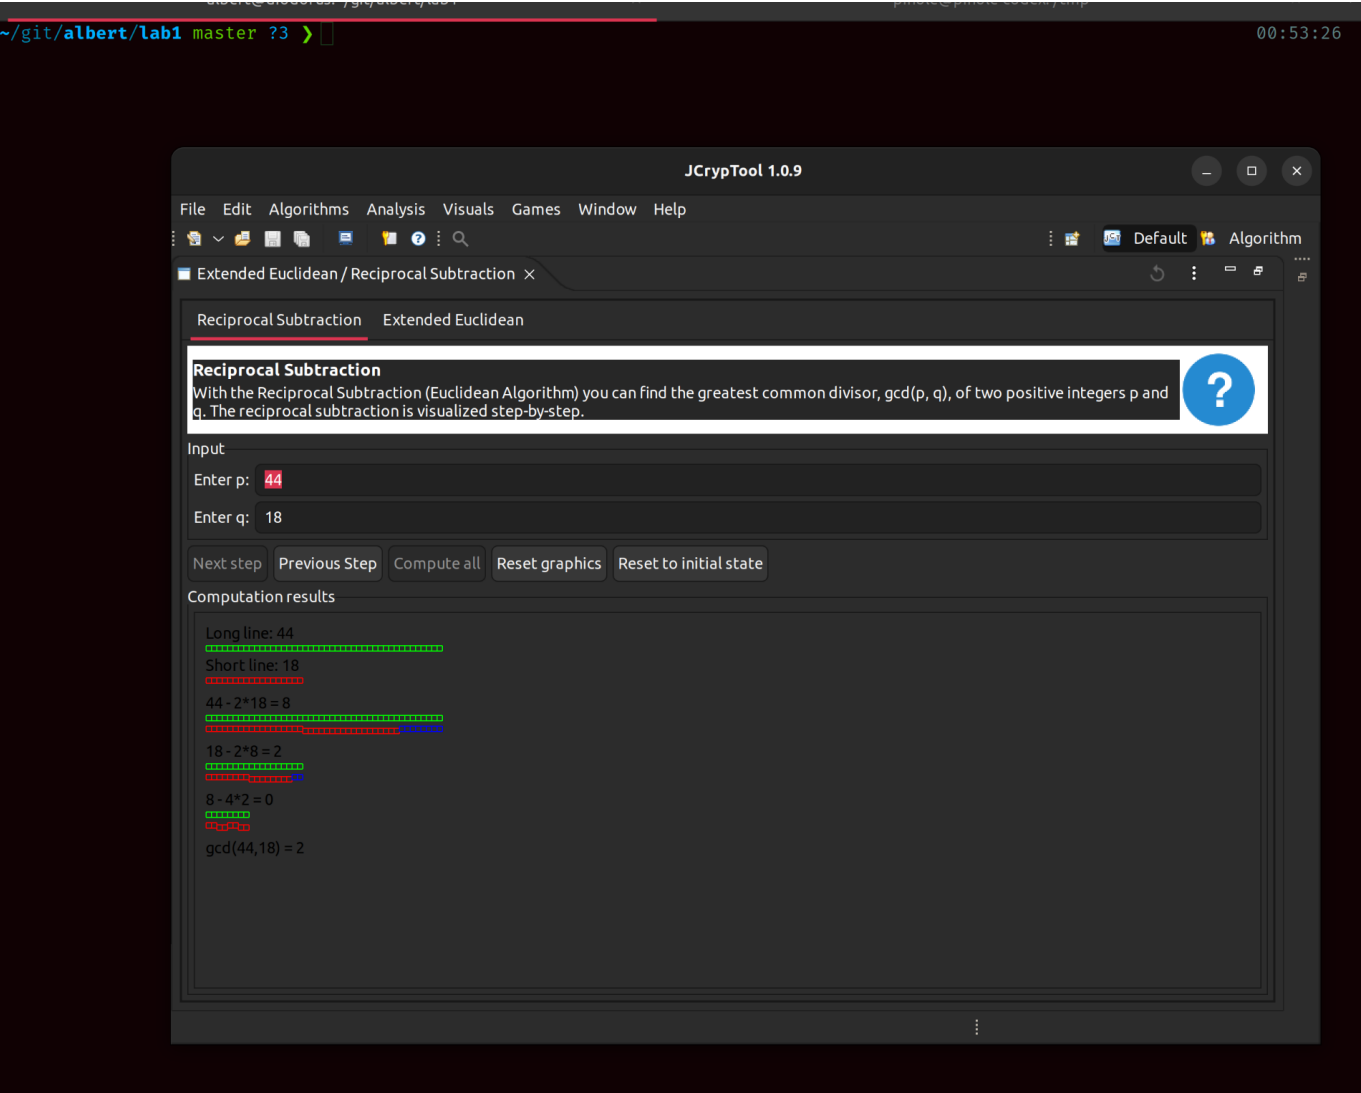 ~/git/albert/lab1 master ?3 ❯ 00:53:26
JCrypTool 1.0.9
File Edit Algorithms Analysis Visuals Games Window Help
JCT Default Algorithm
Extended Euclidean / Reciprocal Subtraction
Reciprocal Subtraction Extended Euclidean
Reciprocal Subtraction
With the Reciprocal Subtraction (Euclidean Algorithm) you can find the greatest common divisor, gcd(p, q), of two positive integers p and
q. The reciprocal subtraction is visualized step-by-step.
Input
Enter p: 44
Enter q: 18
Next step Previous Step Compute all Reset graphics Reset to initial state
Computation results
Long line: 44
Short line: 18
44 - 2*18 = 8
18 - 2*8 = 2
8 - 4*2 = 0
gcd(44,18) = 2